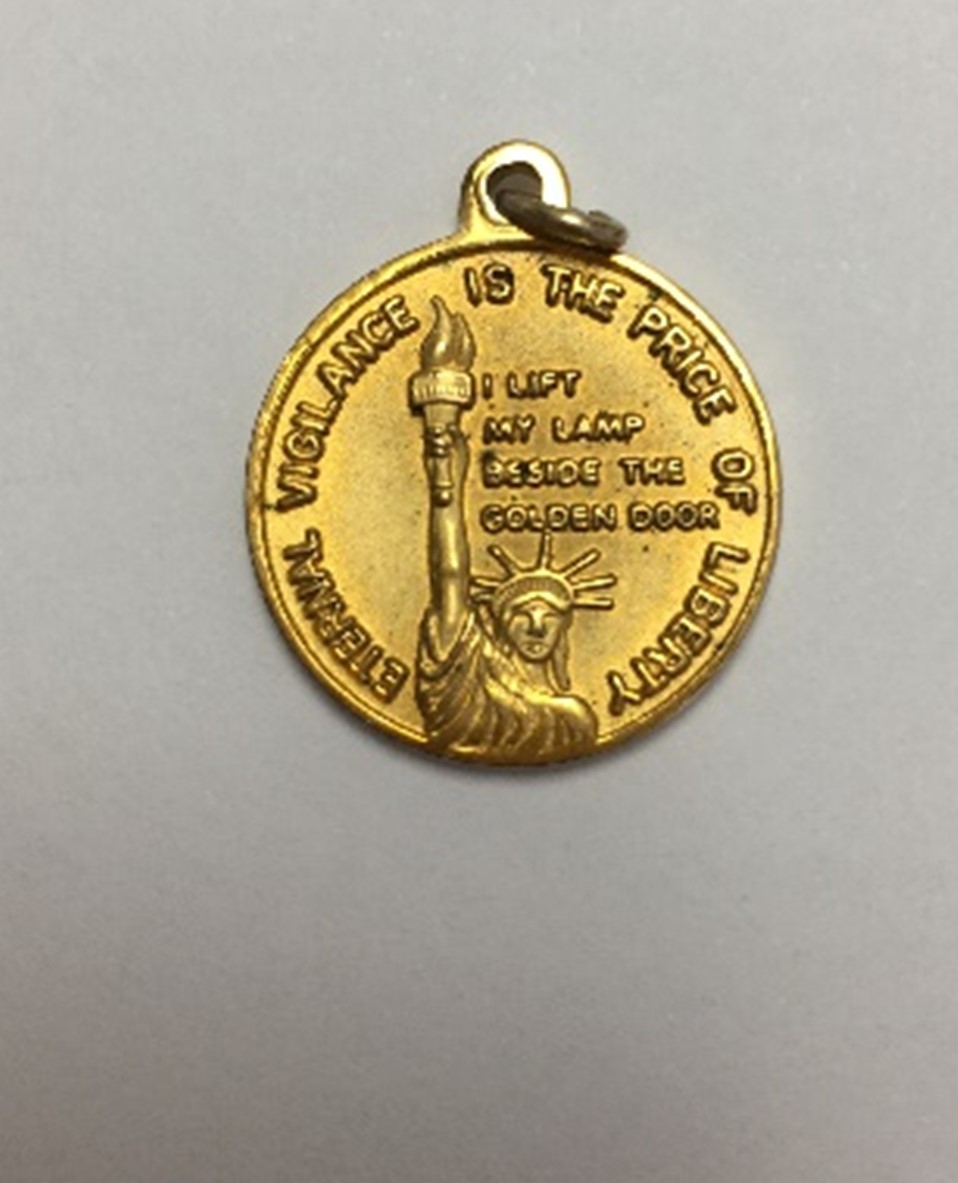 ETERNAL VIGILANCE IS THE PRICE OF LIBERTY
I LIFT
MY LAMP
BESIDE THE
GOLDEN DOOR